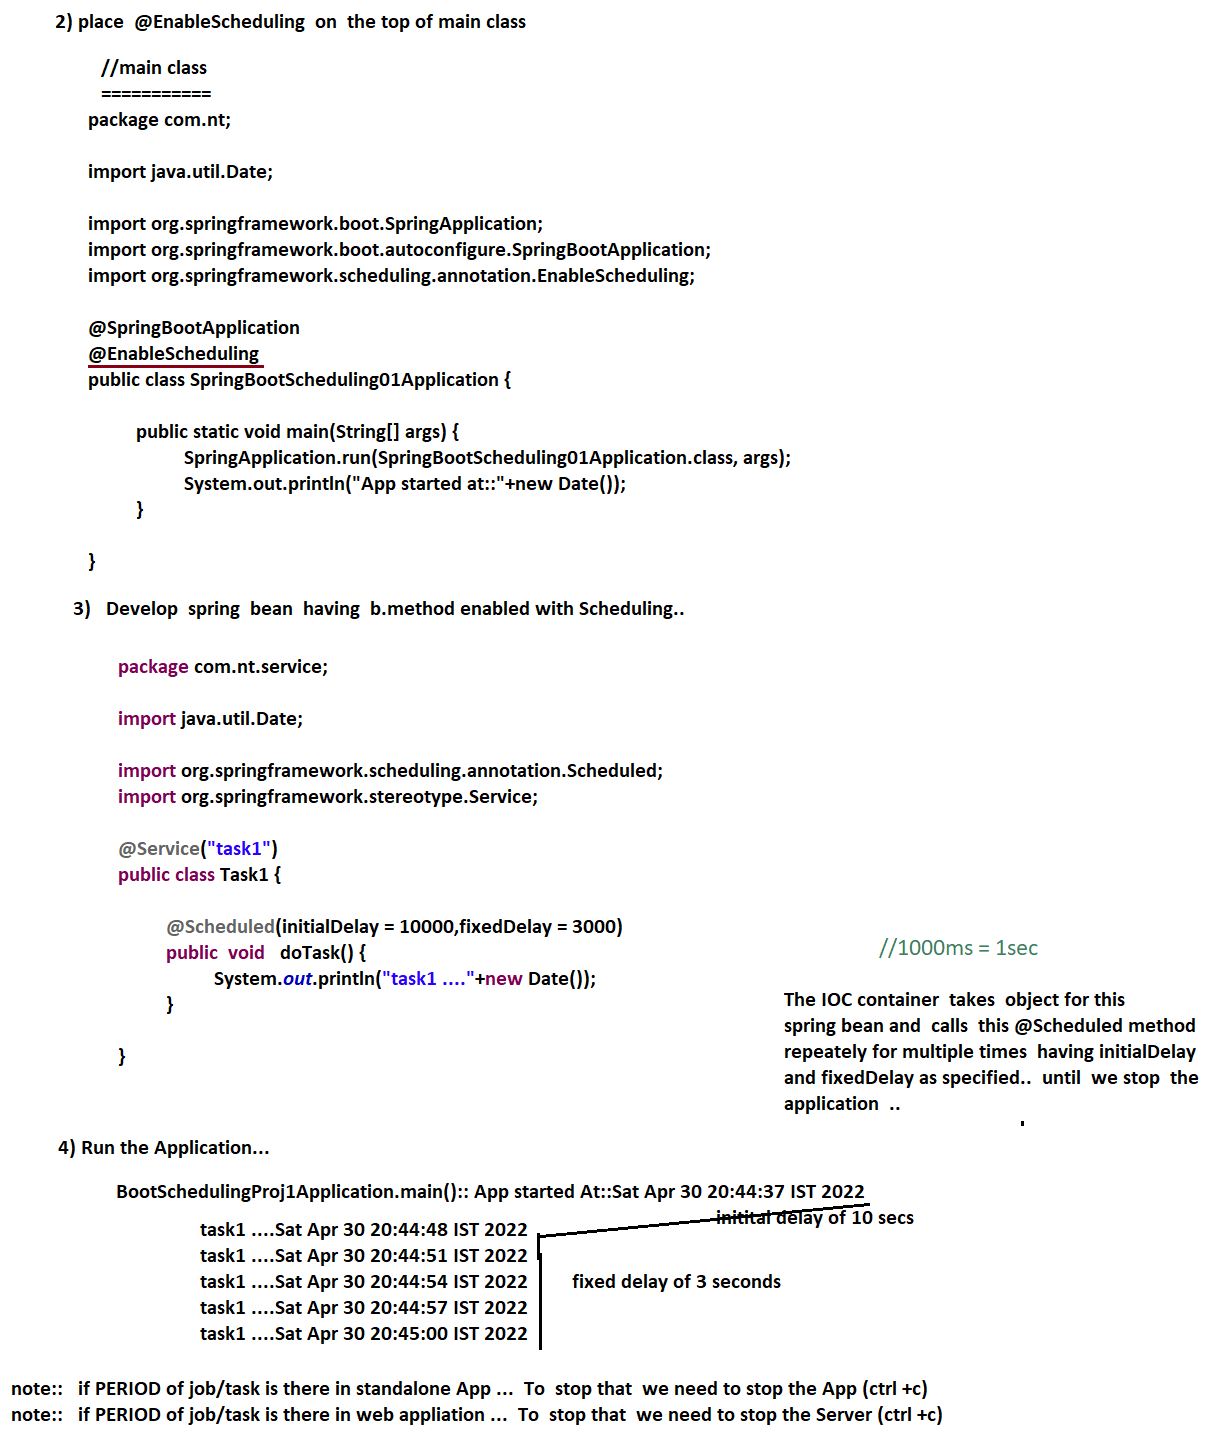 2) place @EnableScheduling on the top of main class
//main class
===========
package com.nt;
import java.util.Date;
import org.springframework.boot.SpringApplication;
import org.springframework.boot.autoconfigure.SpringBootApplication;
import org.springframework.scheduling.annotation.EnableScheduling;
@SpringBootApplication
@EnableScheduling
public class SpringBootScheduling01Application {
public static void main(String[] args) {
SpringApplication.run(SpringBootScheduling01Application.class, args);
System.out.println("App started at::"+new Date());
}
}
3) Develop spring bean having b.method enabled with Scheduling..
package com.nt.service;
import java.util.Date;
import org.springframework.scheduling.annotation.Scheduled;
import org.springframework.stereotype.Service;
@Service("task1")
public class Task1 {
@Scheduled(initialDelay = 10000,fixedDelay = 3000)
public void doTask() {
System.out.println("task1 ...."+new Date());
}
}
//1000ms = 1sec
The IOC container takes object for this
spring bean and calls this @Scheduled method
repeately for multiple times having initialDelay
and fixedDelay as specified.. until we stop the
application ..
4) Run the Application...
BootSchedulingProj1Application.main():: App started At::Sat Apr 30 20:44:37 IST 2022
initital delay of 10 secs
task1 ....Sat Apr 30 20:44:48 IST 2022
task1 ....Sat Apr 30 20:44:51 IST 2022
task1 ....Sat Apr 30 20:44:54 IST 2022
task1 ....Sat Apr 30 20:44:57 IST 2022
task1 ....Sat Apr 30 20:45:00 IST 2022
fixed delay of 3 seconds
note:: if PERIOD of job/task is there in standalone App ... To stop that we need to stop the App (ctrl +c)
note:: if PERIOD of job/task is there in web appliation ... To stop that we need to stop the Server (ctrl +c)